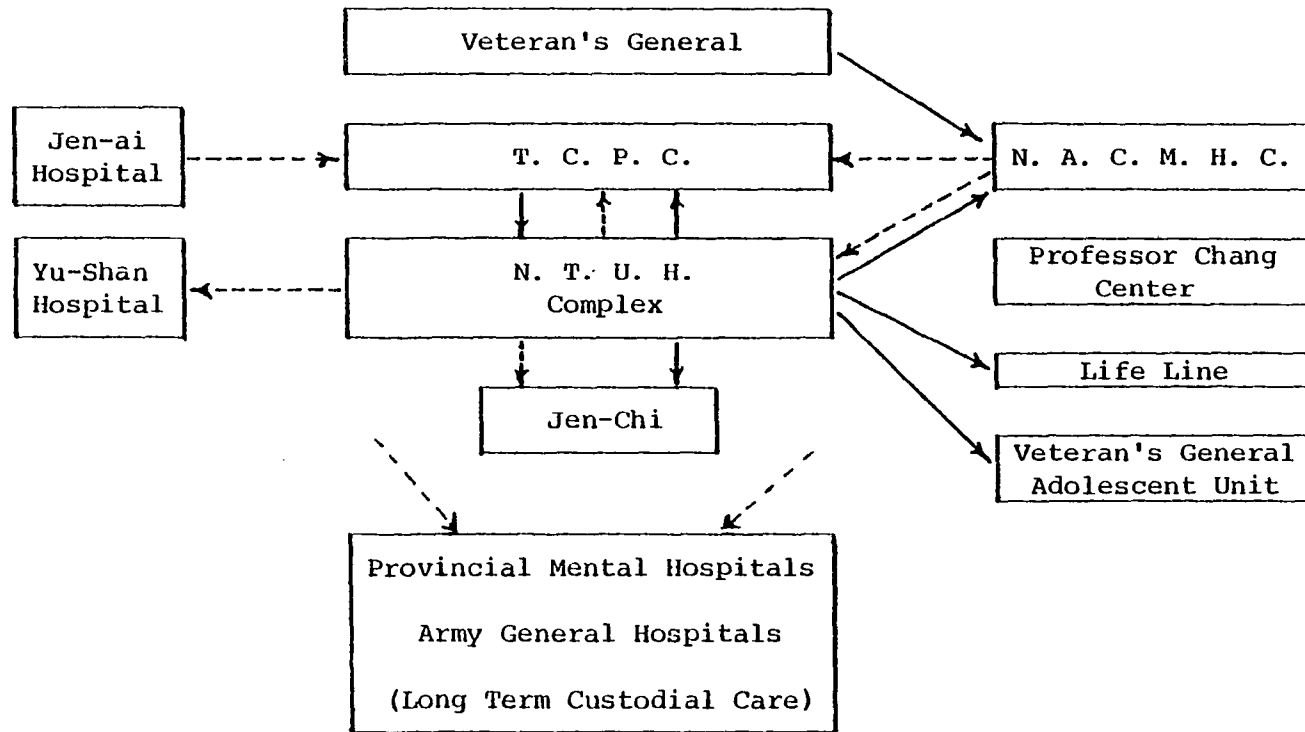 Veteran's General
Jen-ai
Hospital
T. C. P. C.
N. A. C. M. H. C.
Yu-Shan
Hospital
N. T. U. H.
Complex
Professor Chang
Center
Life Line
Jen-Chi
Veteran's General
Adolescent Unit
Provincial Mental Hospitals
Army General Hospitals
(Long Term Custodial Care)